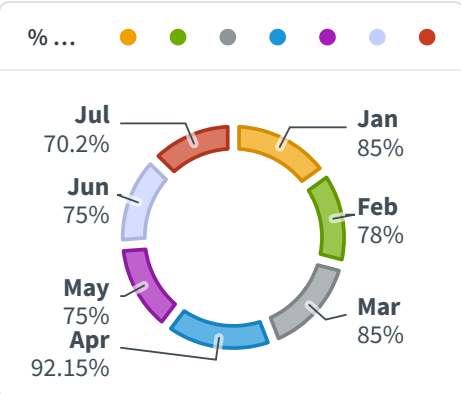 % ...
Jan
85%
Feb
78%
Mar
85%
Apr
92.15%
May
75%
Jun
75%
Jul
70.2%